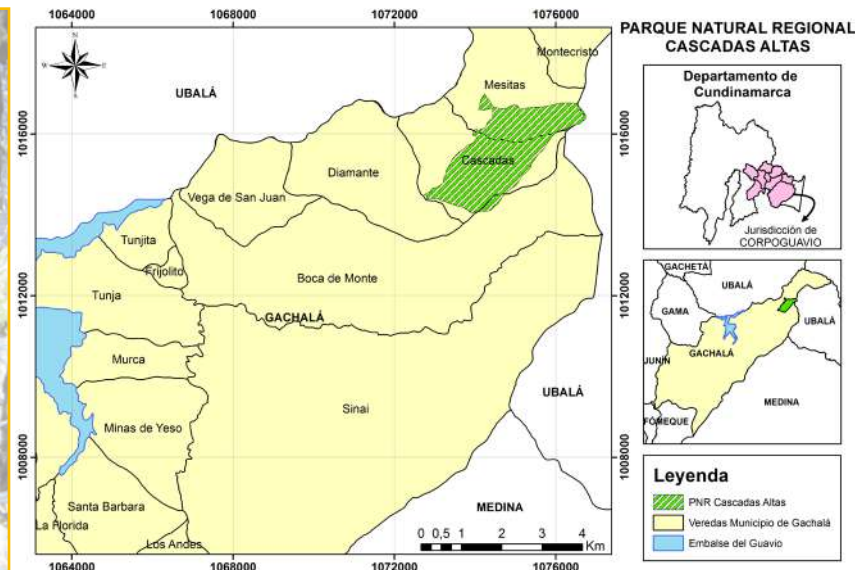 1064000
1068000
1072000
1076000
1016000
1012000
1008000
1016000
1012000
1008000
1064000
1068000
1072000
1076000
N
W
E
S
UBALÁ
Montecristo
Mesitas
Cascadas
Diamante
Vega de San Juan
Tunjita
Frijolito
Boca de Monte
Tunja
GACHALÁ
Murca
Sinai
UBALÁ
Minas de Yeso
MEDINA
Santa Barbara
La Florida
Los Andes
0 0,5 1 2 3 4
Km
PARQUE NATURAL REGIONAL
CASCADAS ALTAS
Departamento de
Cundinamarca
Jurisdicción de
CORPOGUAVIO
GACHETÁ
UBALÁ
GAMA
UBALÁ
GACHALÁ
JUNÍN
MEDINA
FÓMEQUE
Leyenda
PNR Cascadas Altas
Veredas Municipio de Gachalá
Embalse del Guavio